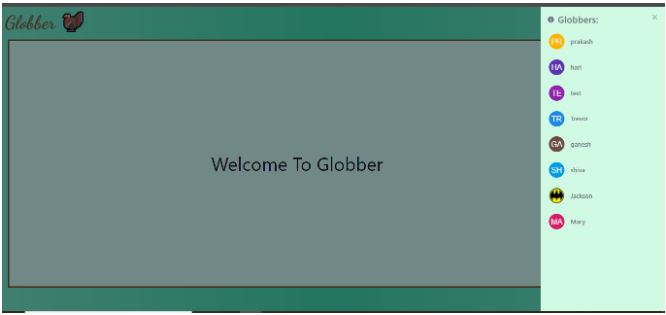 Globber
Globbers:
×
PR prakash
HA hari
TE test
TR Trevor
GA ganesh
SH shiva
Jackson
MA Mary
Welcome To Globber